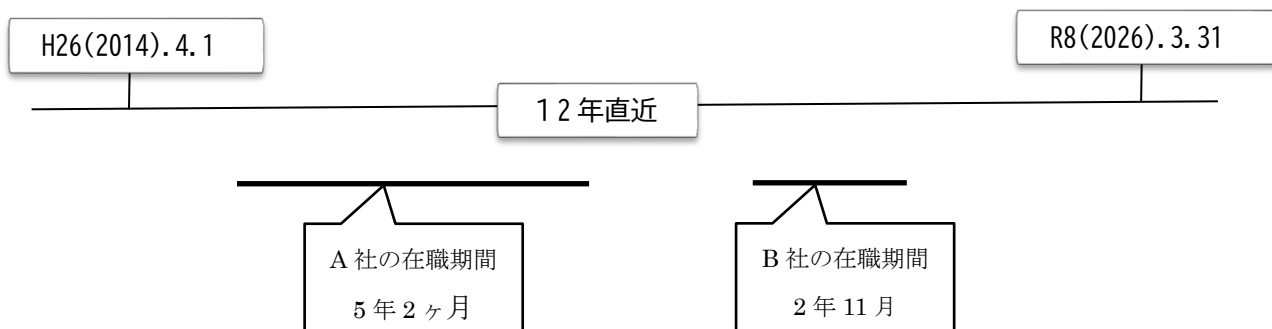 H26(2014).4.1
R8(2026).3.31
12年直近
A社の在職期間
5年2ヶ月
B社の在職期間
2年11月